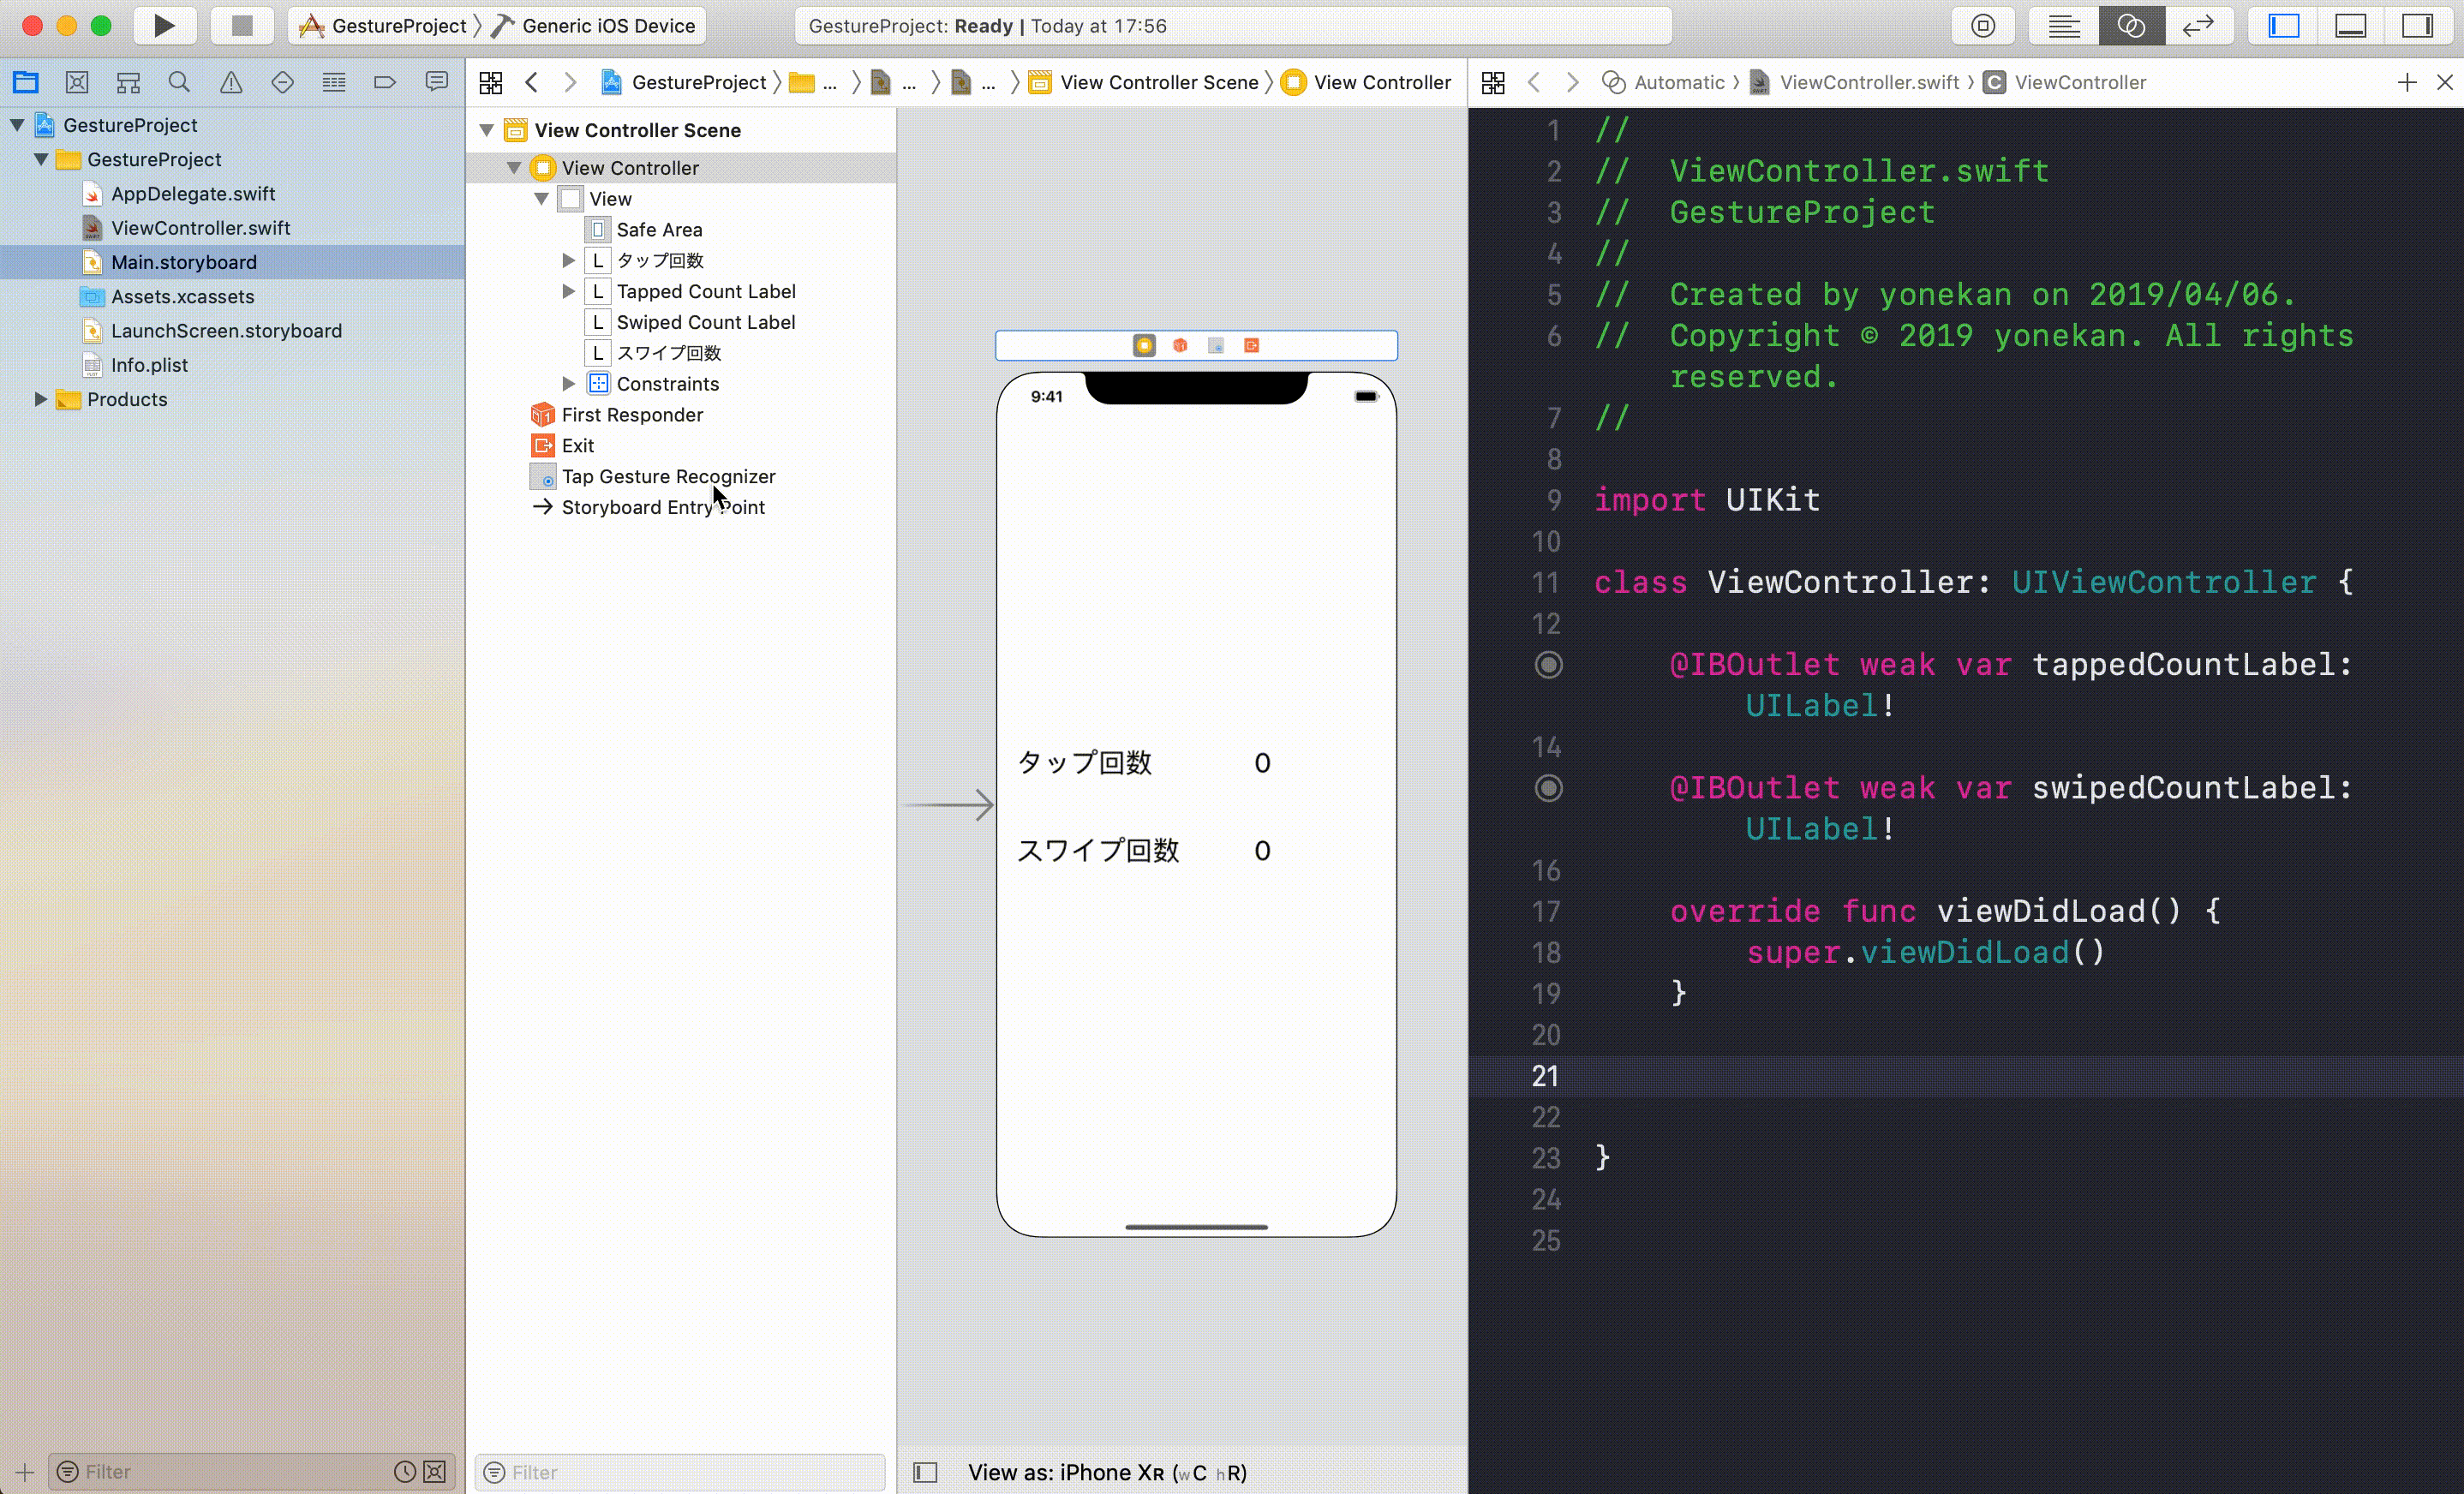 GestureProject 〉 Generic iOS Device
GestureProject: Ready | Today at 17:56
GestureProject
GestureProject
AppDelegate.swift
ViewController.swift
Main.storyboard
Assets.xcassets
LaunchScreen.storyboard
Info.plist
Products
Filter
GestureProject 〉 ... 〉 ... 〉 ... 〉 View Controller Scene 〉 View Controller
View Controller Scene
View Controller
View
Safe Area
L タップ回数
L Tapped Count Label
L Swiped Count Label
L スワイプ回数
Constraints
First Responder
Exit
Tap Gesture Recognizer
Storyboard Entry Point
Filter
9:41
タップ回数 0
スワイプ回数 0
View as: iPhone XR (wC hR)
Automatic 〉 ViewController.swift 〉 C ViewController
1 //
2 //  ViewController.swift
3 //  GestureProject
4 //
5 //  Created by yonekan on 2019/04/06.
6 //  Copyright © 2019 yonekan. All rights
reserved.
7 //
8
9 import UIKit
10
11 class ViewController: UIViewController {
12
@IBOutlet weak var tappedCountLabel:
UILabel!
14
@IBOutlet weak var swipedCountLabel:
UILabel!
16
17 override func viewDidLoad() {
18 super.viewDidLoad()
19 }
20
21
22
23 }
24
25